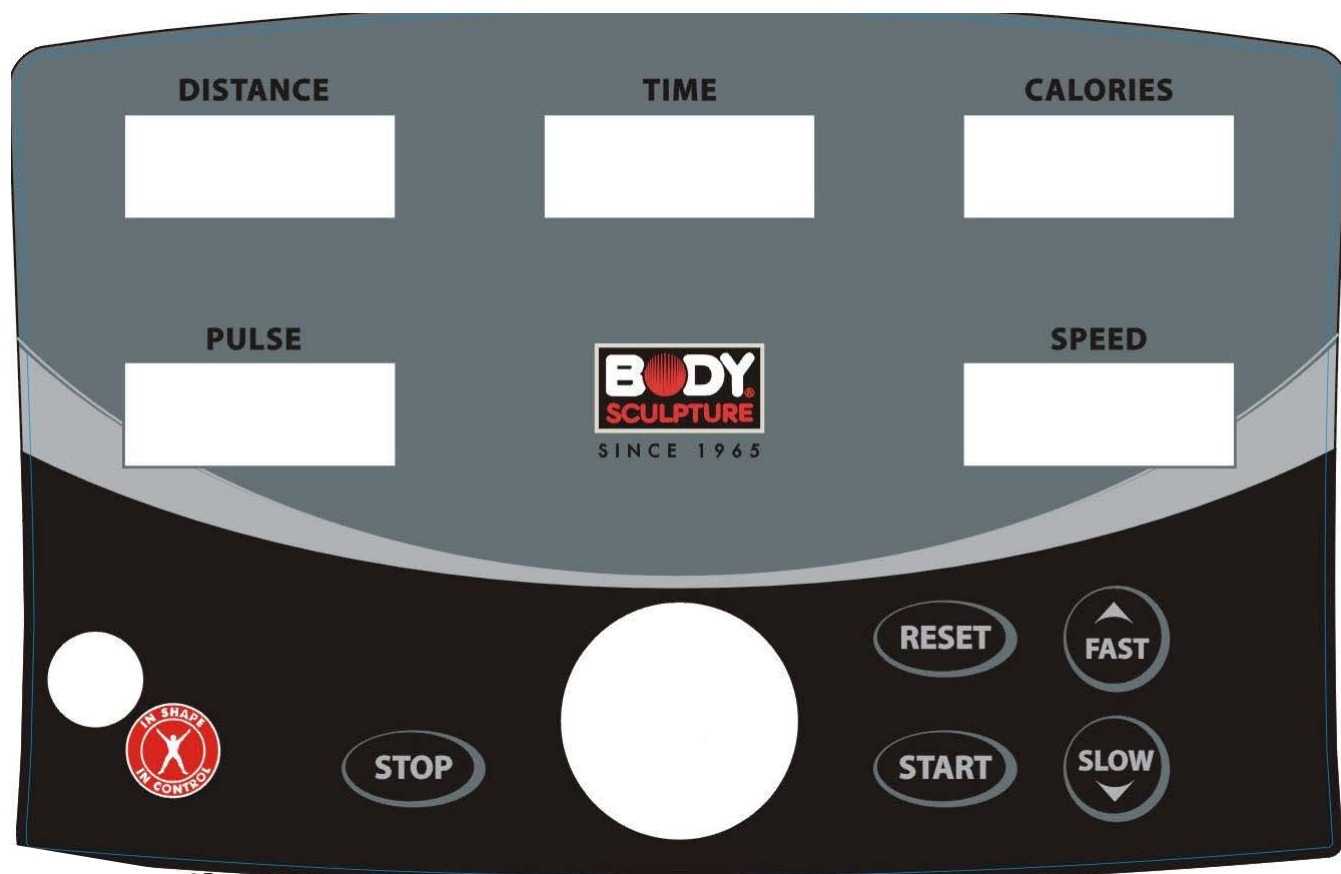 DISTANCE
TIME
CALORIES
PULSE
SPEED
BODY®
SCULPTURE
SINCE 1965
RESET
FAST
IN SHAPE
IN CONTROL
STOP
START
SLOW